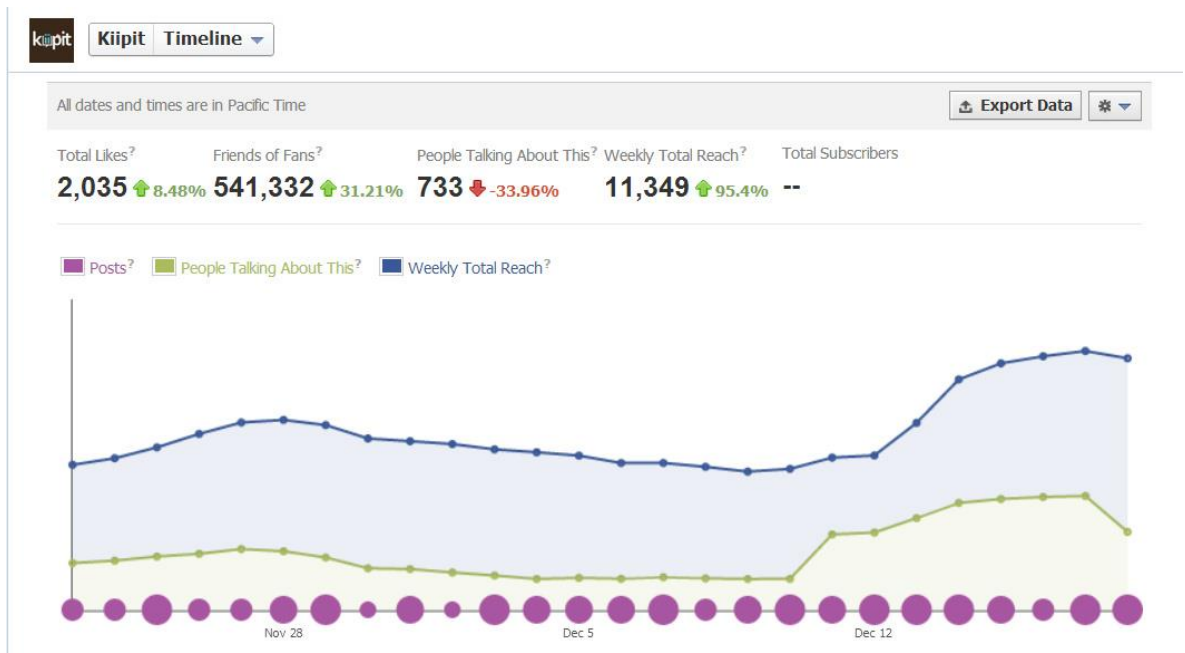 kiipit
Kiipit Timeline
All dates and times are in Pacific Time
Export Data
Total Likes? Friends of Fans? People Talking About This? Weekly Total Reach? Total Subscribers
2,035 8.48% 541,332 31.21% 733 -33.96% 11,349 95.4% --
Posts? People Talking About This? Weekly Total Reach?
Nov 28 Dec 5 Dec 12